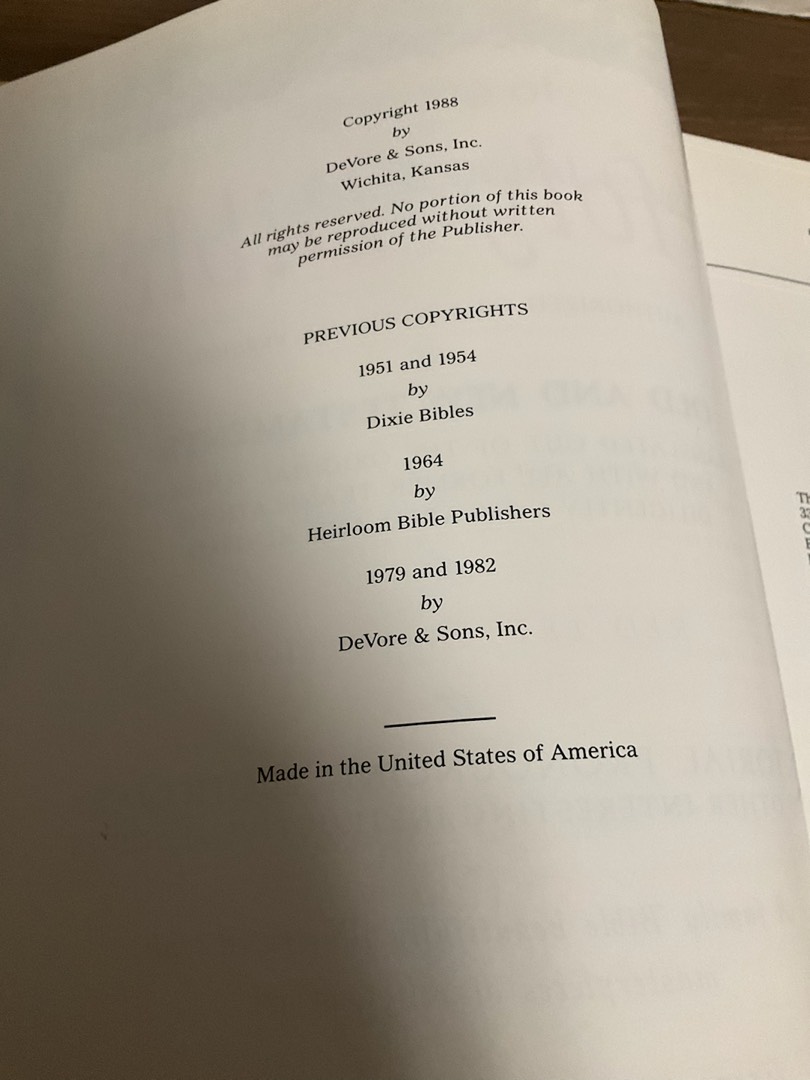 Copyright 1988
by
DeVore & Sons, Inc.
Wichita, Kansas
All rights reserved. No portion of this book
may be reproduced without written
permission of the Publisher.
PREVIOUS COPYRIGHTS
1951 and 1954
by
Dixie Bibles
1964
by
Heirloom Bible Publishers
1979 and 1982
by
DeVore & Sons, Inc.
Made in the United States of America